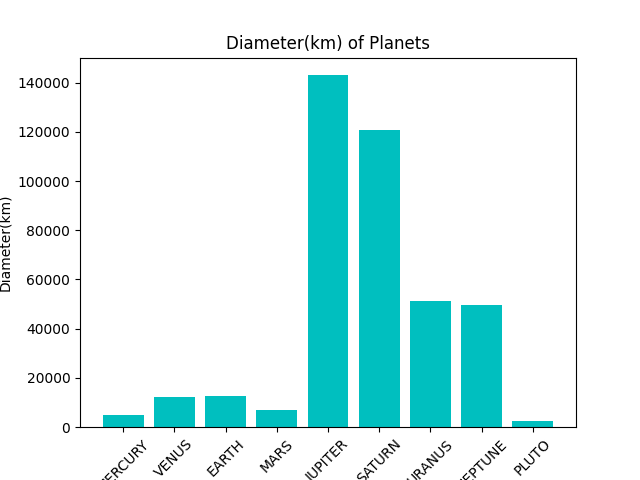 Diameter(km) of Planets
Diameter(km)
140000
120000
100000
80000
60000
40000
20000
0
ERCURY
VENUS
EARTH
MARS
JUPITER
SATURN
URANUS
EPTUNE
PLUTO